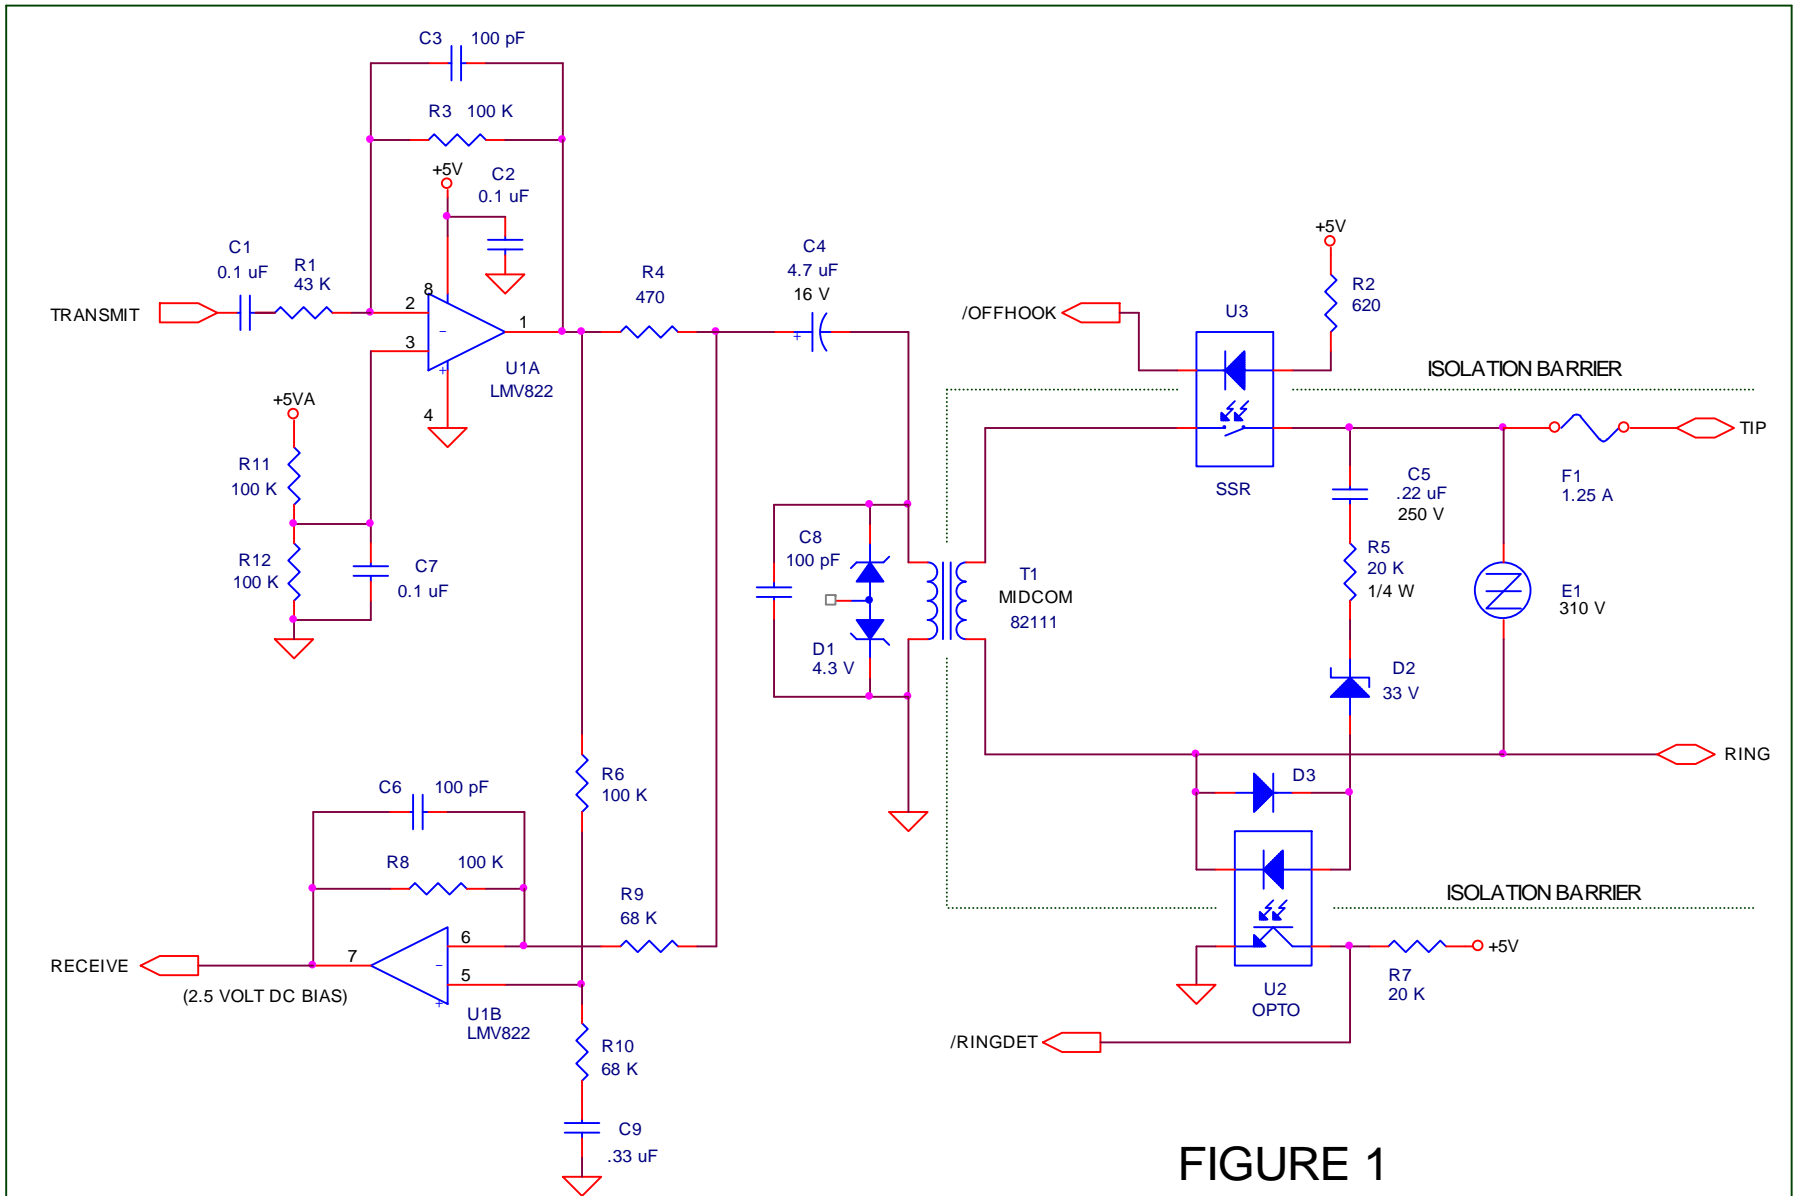 C3 100 pF
R3 100 K
+5V
C2
0.1 uF
C1
0.1 uF
R1
43 K
TRANSMIT
8
2
-
3
+
1
4
U1A
LMV822
R4
470
C4
4.7 uF
16 V
+
+5V
R2
620
/OFFHOOK
U3
SSR
ISOLATION BARRIER
TIP
F1
1.25 A
C5
.22 uF
250 V
R5
20 K
1/4 W
E1
310 V
D2
33 V
+5VA
R11
100 K
R12
100 K
C7
0.1 uF
C8
100 pF
D1
4.3 V
T1
MIDCOM
82111
RING
D3
R6
100 K
C6 100 pF
R8 100 K
R9
68 K
ISOLATION BARRIER
RECEIVE
(2.5 VOLT DC BIAS)
7
6
-
5
+
U1B
LMV822
+5V
R7
20 K
U2
OPTO
/RINGDET
R10
68 K
C9
.33 uF
FIGURE 1